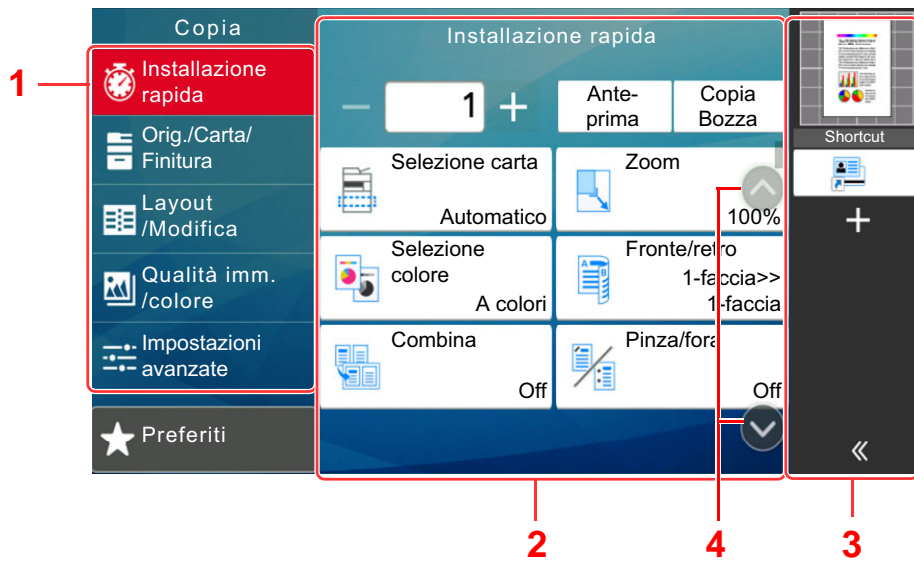 Copia
1
Installazione
rapida
Orig./Carta/
Finitura
Layout
/Modifica
Qualità imm.
/colore
Impostazioni
avanzate
Preferiti
Installazione rapida
− 1 +
Ante-
prima
Copia
Bozza
Selezione carta
Automatico
Zoom
100%
Selezione
colore
A colori
Fronte/retro
1-faccia>>
1-faccia
Combina
Off
Pinza/fora
Off
Shortcut
+
«
2
4
3